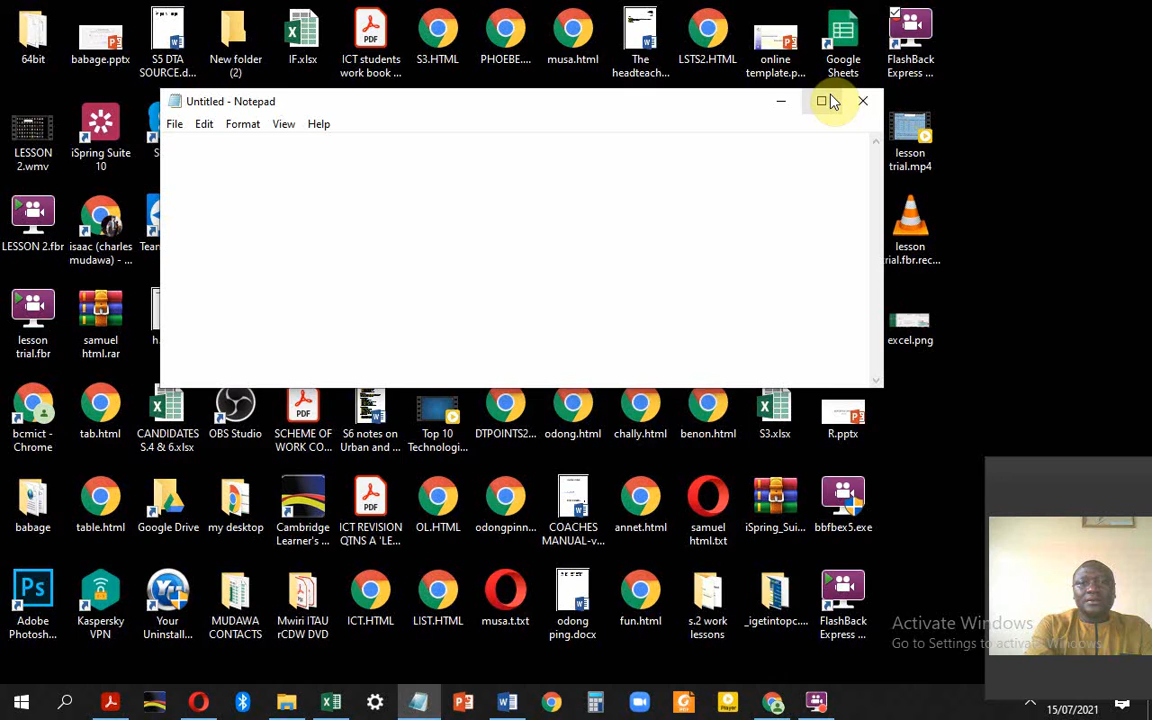 64bit
babage.pptx
S5 DTA
SOURCE.d...
New folder
(2)
IF.xlsx
ICT students
work book ...
S3.HTML
PHOEBE....
musa.html
The
headteach...
LSTS2.HTML
online
template.p...
Google
Sheets
FlashBack
Express ...
Untitled - Notepad
File Edit Format View Help
LESSON
2.wmv
iSpring Suite
10
lesson
trial.mp4
LESSON 2.fbr
isaac (charles
mudawa) - ...
lesson
trial.fbr.rec...
lesson
trial.fbr
samuel
html.rar
excel.png
bcmict -
Chrome
tab.html
CANDIDATES
S.4 & 6.xlsx
OBS Studio
SCHEME OF
WORK CO...
S6 notes on
Urban and ...
Top 10
Technologi...
DTPOINTS2...
odong.html
chally.html
benon.html
S3.xlsx
R.pptx
babage
table.html
Google Drive
my desktop
Cambridge
Learner's ...
ICT REVISION
QTNS A 'LE...
OL.HTML
odongpinn...
COACHES
MANUAL-v...
annet.html
samuel
html.txt
iSpring_Sui...
bbfbex5.exe
Adobe
Photosh...
Kaspersky
VPN
Your
Uninstall...
MUDAWA
CONTACTS
Mwiri ITAU
rCDW DVD
ICT.HTML
LIST.HTML
musa.t.txt
odong
ping.docx
fun.html
s.2 work
lessons
_igetintopc...
FlashBack
Express ...
Activate Windows
Go to Settings to activate Windows.
15/07/2021